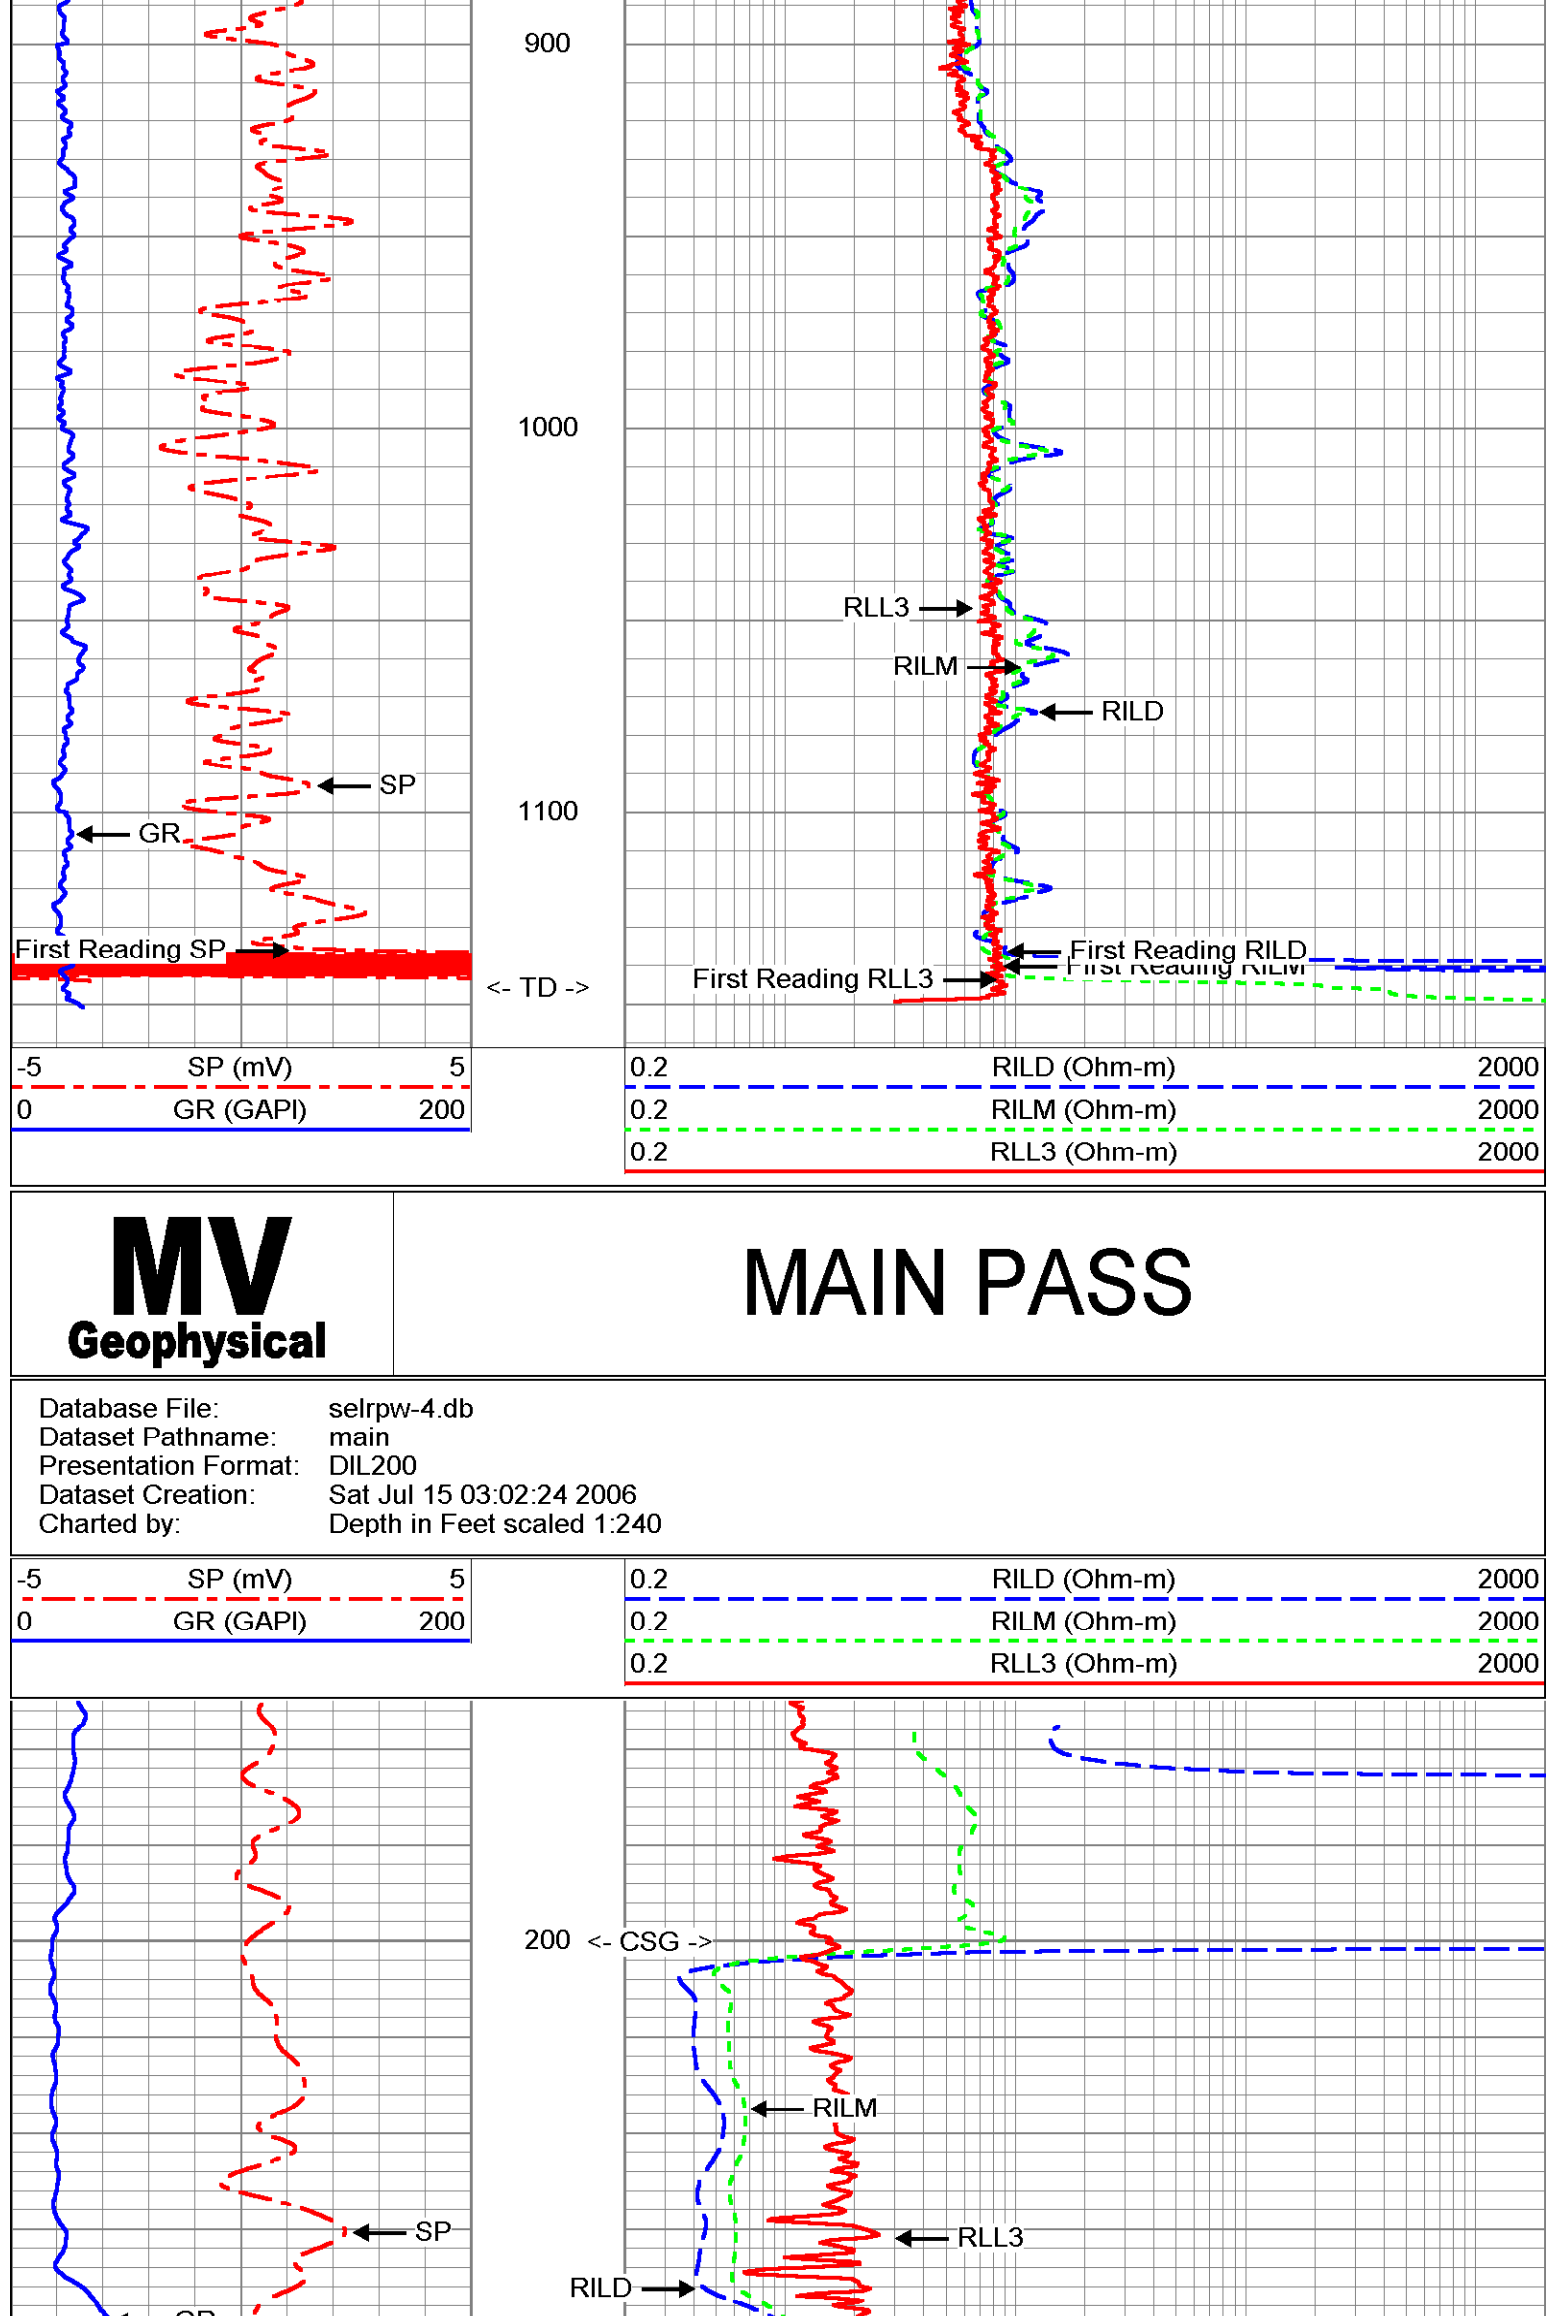 900
1000
RLL3
RILM
RILD
SP
1100
GR
First Reading SP
First Reading RILD
First Reading RILM
First Reading RLL3
<- TD ->
-5 SP (mV) 5
0 GR (GAPI) 200
0.2 RILD (Ohm-m) 2000
0.2 RILM (Ohm-m) 2000
0.2 RLL3 (Ohm-m) 2000
MV
Geophysical
MAIN PASS
Database File: selrpw-4.db
Dataset Pathname: main
Presentation Format: DIL200
Dataset Creation: Sat Jul 15 03:02:24 2006
Charted by: Depth in Feet scaled 1:240
-5 SP (mV) 5
0 GR (GAPI) 200
0.2 RILD (Ohm-m) 2000
0.2 RILM (Ohm-m) 2000
0.2 RLL3 (Ohm-m) 2000
200 <- CSG ->
RILM
SP
RLL3
RILD
GR